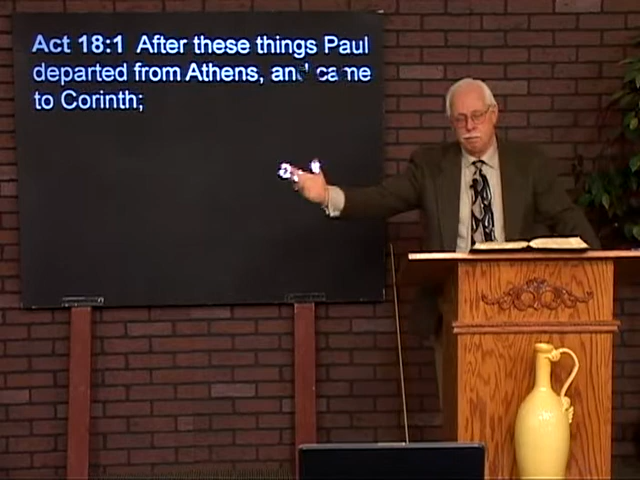 Act 18:1 After these things Paul
departed from Athens, and came
to Corinth;